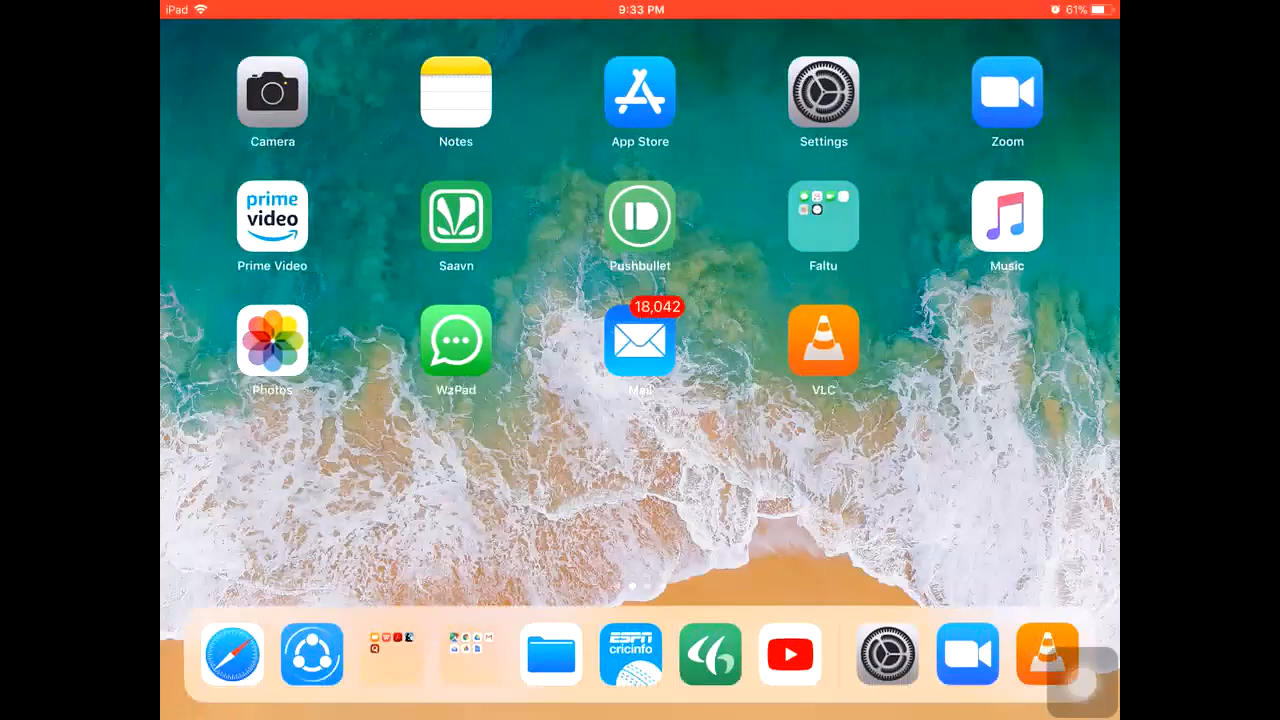 iPad 9:33 PM 61%
Camera Notes App Store Settings Zoom
prime
video
Prime Video Saavn Pushbullet Faltu Music
18,042
Photos WzPad Mail VLC
ESPN
cricinfo